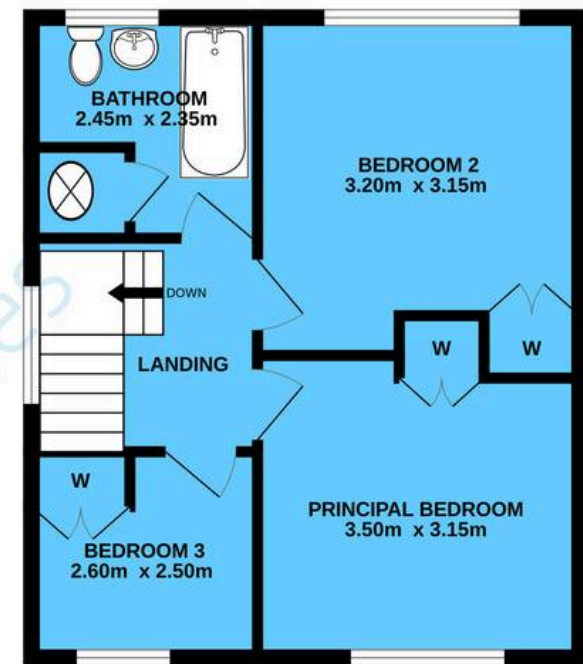 BATHROOM
2.45m x 2.35m
BEDROOM 2
3.20m x 3.15m
DOWN
LANDING
W
W
W
PRINCIPAL BEDROOM
3.50m x 3.15m
BEDROOM 3
2.60m x 2.50m